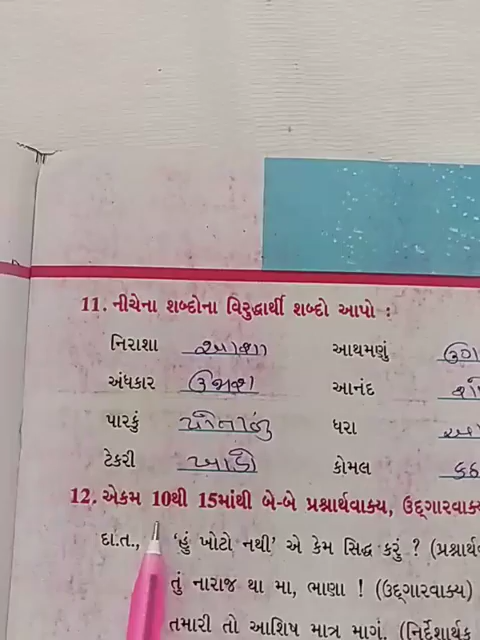 11. નીચેના શબ્દોના વિરુદ્ધાર્થી શબ્દો આપો :
નિરાશા આશા આથમણું
અંધકાર ઉજાશ આનંદ
પારકું પોતાનું ધરા
ટેકરી ખાડો કોમલ
12. એકમ 10થી 15માંથી બે-બે પ્રશ્નાર્થવાક્ય, ઉદ્ગારવાક્ય
દા.ત., 'હું ખોટો નથી' એ કેમ સિદ્ધ કરું ? (પ્રશ્નાર્થ
તું નારાજ થા મા, ભાણા ! (ઉદ્ગારવાક્ય)
તમારી તો આશિષ માત્ર માગું. (નિર્દેશાર્થક